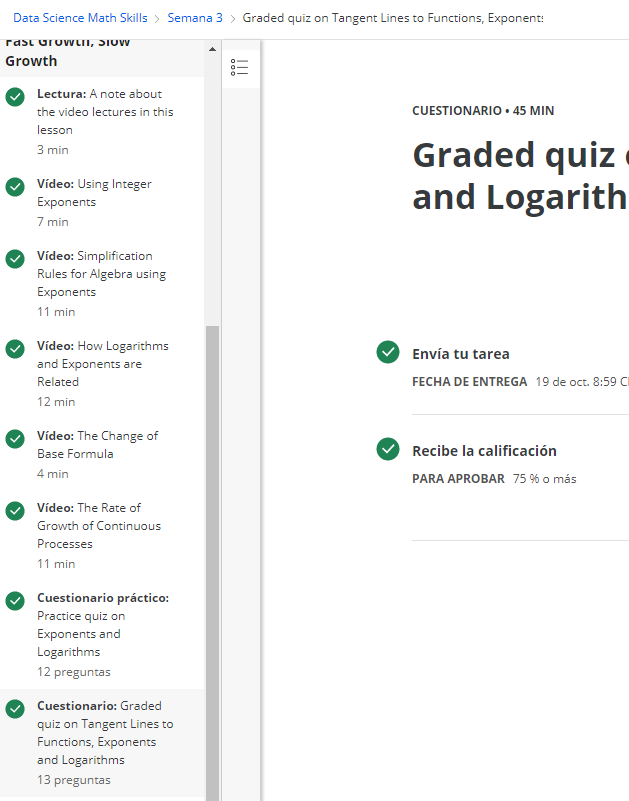 Data Science Math Skills > Semana 3 > Graded quiz on Tangent Lines to Functions, Exponents
Fast Growth, Slow
Growth
Lectura: A note about
the video lectures in this
lesson
3 min
Vídeo: Using Integer
Exponents
7 min
Vídeo: Simplification
Rules for Algebra using
Exponents
11 min
Vídeo: How Logarithms
and Exponents are
Related
12 min
Vídeo: The Change of
Base Formula
4 min
Vídeo: The Rate of
Growth of Continuous
Processes
11 min
Cuestionario práctico:
Practice quiz on
Exponents and
Logarithms
12 preguntas
Cuestionario: Graded
quiz on Tangent Lines to
Functions, Exponents
and Logarithms
13 preguntas
CUESTIONARIO • 45 MIN
Graded quiz
and Logarith
Envía tu tarea
FECHA DE ENTREGA 19 de oct. 8:59
Recibe la calificación
PARA APROBAR 75 % o más